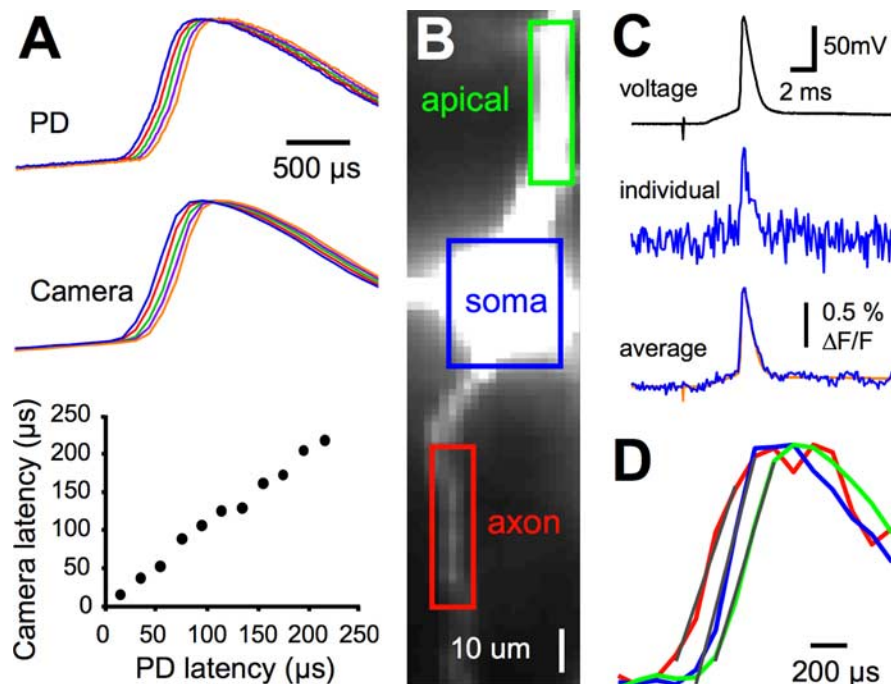 A
PD
500 µs
Camera
250
200
150
100
50
0
Camera latency (µs)
0 50 100 150 200 250
PD latency (µs)
B
apical
soma
axon
10 um
C
50mV
2 ms
voltage
individual
0.5 %
ΔF/F
average
D
200 µs